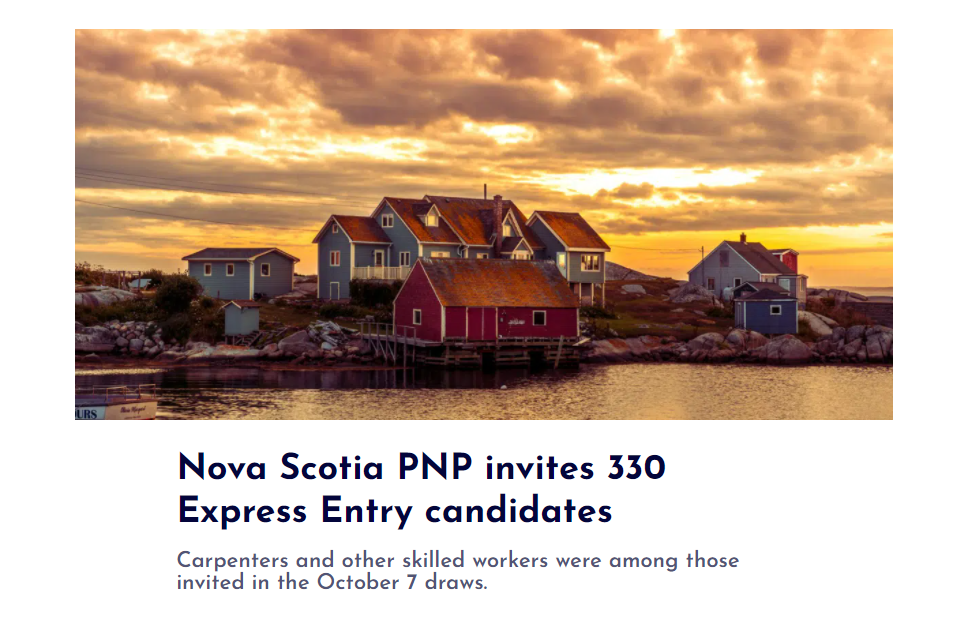 URS
Nova Scotia PNP invites 330
Express Entry candidates
Carpenters and other skilled workers were among those
invited in the October 7 draws.